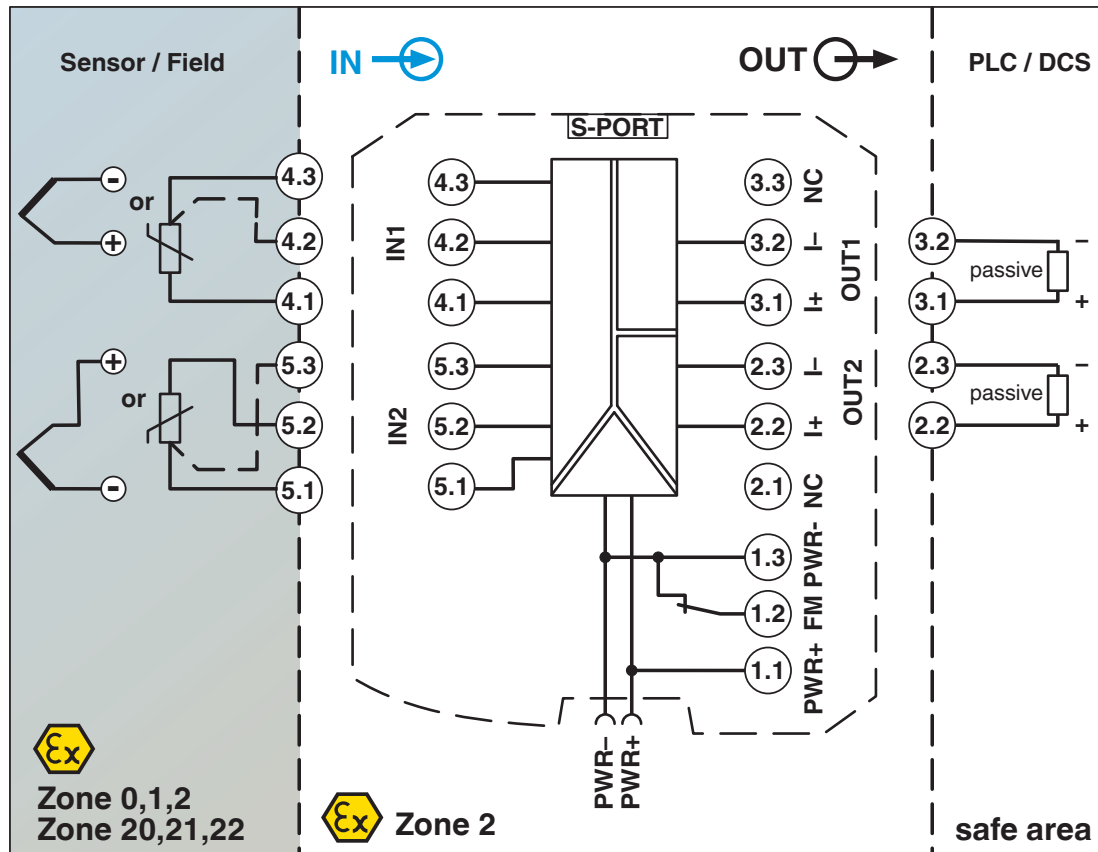 Sensor / Field
IN
OUT
PLC / DCS
S-PORT
-
or
+
4.3
4.2
4.1
+
or
-
5.3
5.2
5.1
IN1
4.3
4.2
4.1
IN2
5.3
5.2
5.1
3.3 NC
3.2 I-
3.1 I+
OUT1
2.3 I-
2.2 I+
OUT2
2.1 NC
1.3 PWR-
1.2 FM
1.1 PWR+
3.2
passive
-
3.1
+
2.3
passive
-
2.2
+
PWR–
PWR+
Ex
Zone 0,1,2
Zone 20,21,22
Ex Zone 2
safe area